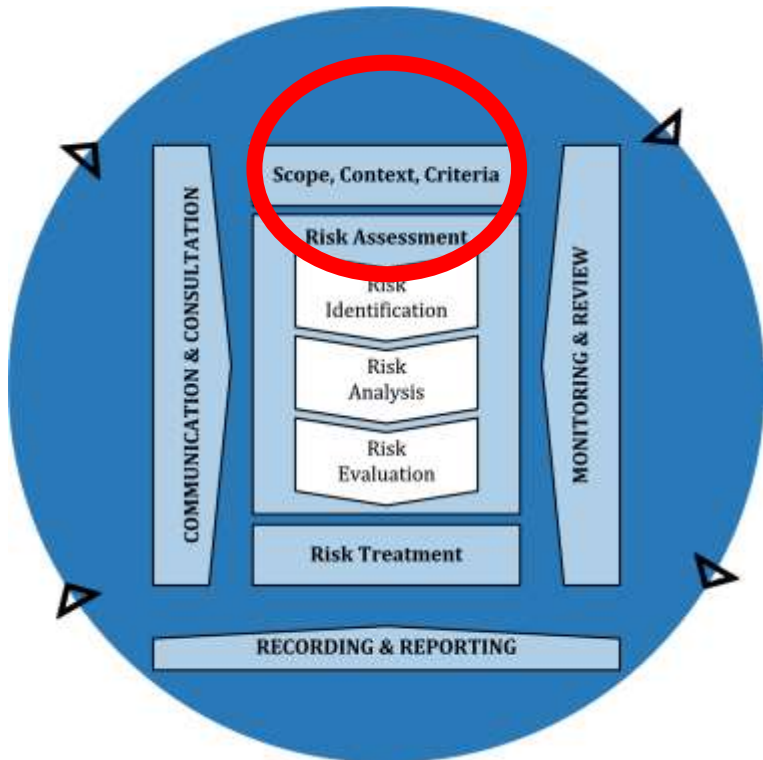 Scope, Context, Criteria
Risk Assessment
Risk
Identification
Risk
Analysis
Risk
Evaluation
Risk Treatment
COMMUNICATION & CONSULTATION
MONITORING & REVIEW
RECORDING & REPORTING